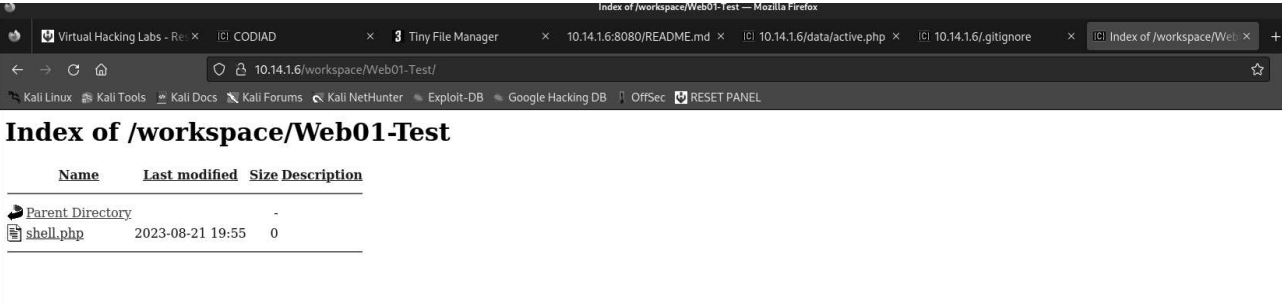 Index of /workspace/Web01-Test — Mozilla Firefox
Virtual Hacking Labs - Re
CODIAD
Tiny File Manager
10.14.1.6:8080/README.md
10.14.1.6/data/active.php
10.14.1.6/.gitignore
Index of /workspace/Web
10.14.1.6/workspace/Web01-Test/
Kali Linux Kali Tools Kali Docs Kali Forums Kali NetHunter Exploit-DB Google Hacking DB OffSec RESET PANEL
Index of /workspace/Web01-Test
Name Last modified Size Description
Parent Directory -
shell.php 2023-08-21 19:55 0